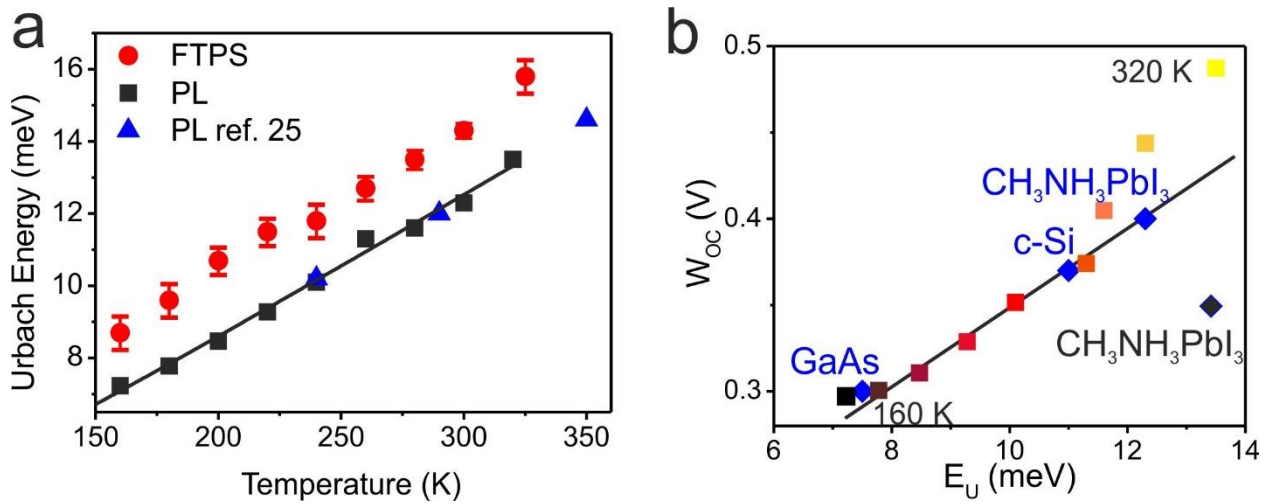 a
FTPS
PL
PL ref. 25
Urbach Energy (meV)
16
14
12
10
8
150 200 250 300 350
Temperature (K)
b
0.5
0.4
0.3
W_OC (V)
320 K
CH₃NH₃PbI₃
c-Si
CH₃NH₃PbI₃
GaAs
160 K
6 8 10 12 14
E_U (meV)